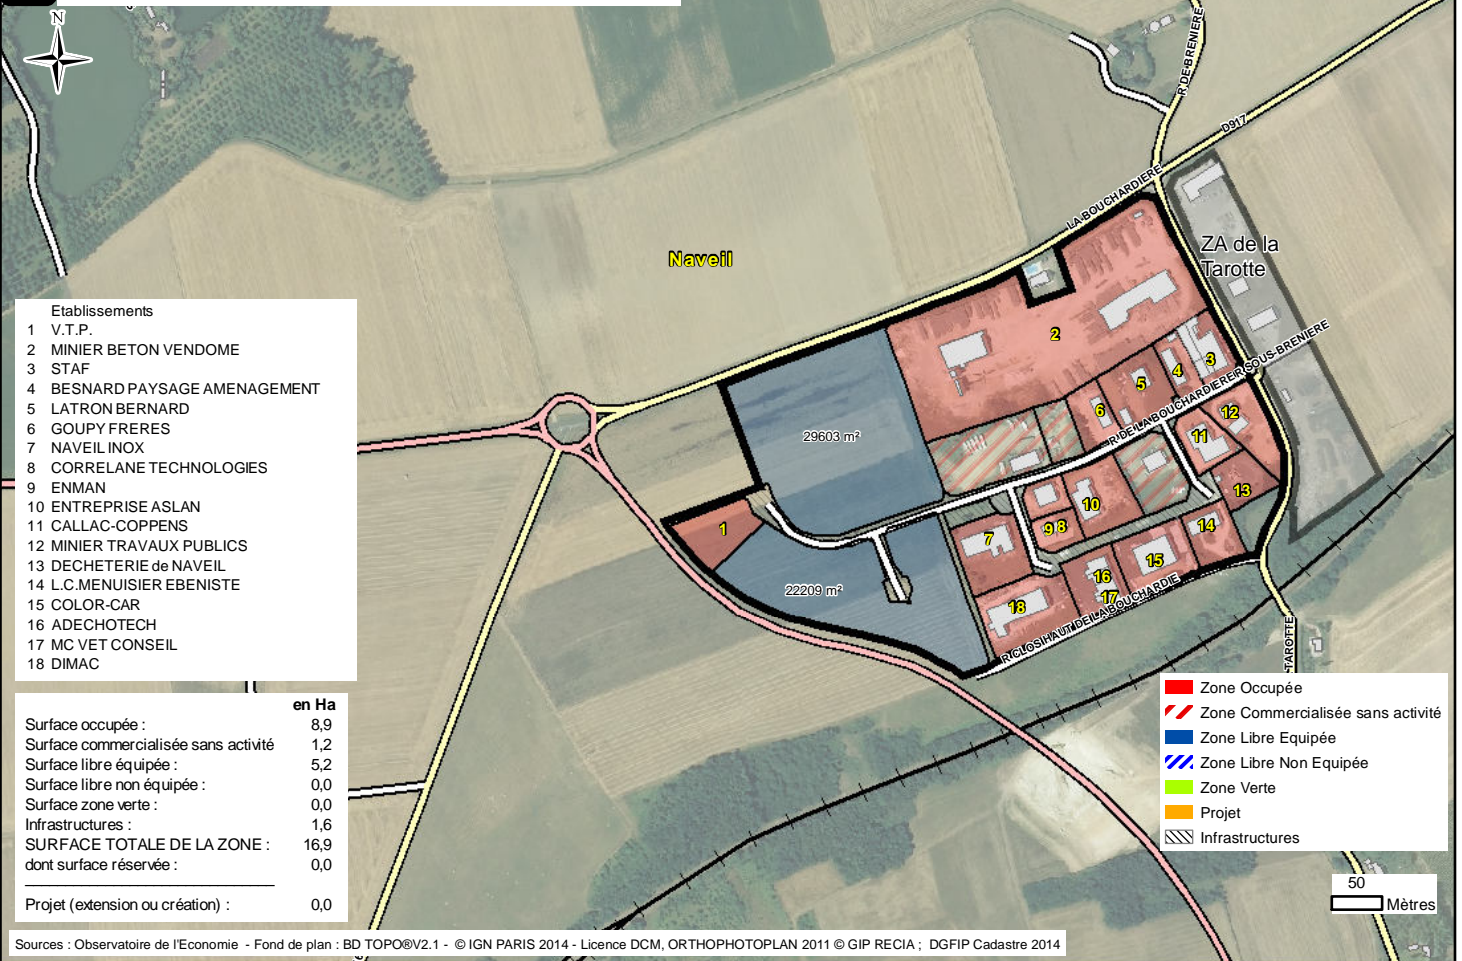 N
R DE BRENIERE
D917
LA BOUCHARDIERE
ZA de la
Tarotte
Naveil
Etablissements
1 V.T.P.
2 MINIER BETON VENDOME
3 STAF
4 BESNARD PAYSAGE AMENAGEMENT
5 LATRON BERNARD
6 GOUPY FRERES
7 NAVEIL INOX
8 CORRELANE TECHNOLOGIES
9 ENMAN
10 ENTREPRISE ASLAN
11 CALLAC-COPPENS
12 MINIER TRAVAUX PUBLICS
13 DECHETERIE de NAVEIL
14 L.C.MENUISIER EBENISTE
15 COLOR-CAR
16 ADECHOTECH
17 MC VET CONSEIL
18 DIMAC
2
3
4
5
6
12
11
R DE LA BOUCHARDIERE
R SOUS-BRENIERE
29603 m²
13
10
9 8
14
1
7
15
16
17
22209 m²
18
R CLOSIHAUT DE LA BOUCHARDIE
TAROTTE
en Ha
Surface occupée : 8,9
Surface commercialisée sans activité 1,2
Surface libre équipée : 5,2
Surface libre non équipée : 0,0
Surface zone verte : 0,0
Infrastructures : 1,6
SURFACE TOTALE DE LA ZONE : 16,9
dont surface réservée : 0,0
Projet (extension ou création) : 0,0
Zone Occupée
Zone Commercialisée sans activité
Zone Libre Equipée
Zone Libre Non Equipée
Zone Verte
Projet
Infrastructures
50
Mètres
Sources : Observatoire de l'Economie - Fond de plan : BD TOPO®V2.1 - © IGN PARIS 2014 - Licence DCM, ORTHOPHOTOPLAN 2011 © GIP RECIA ; DGFIP Cadastre 2014